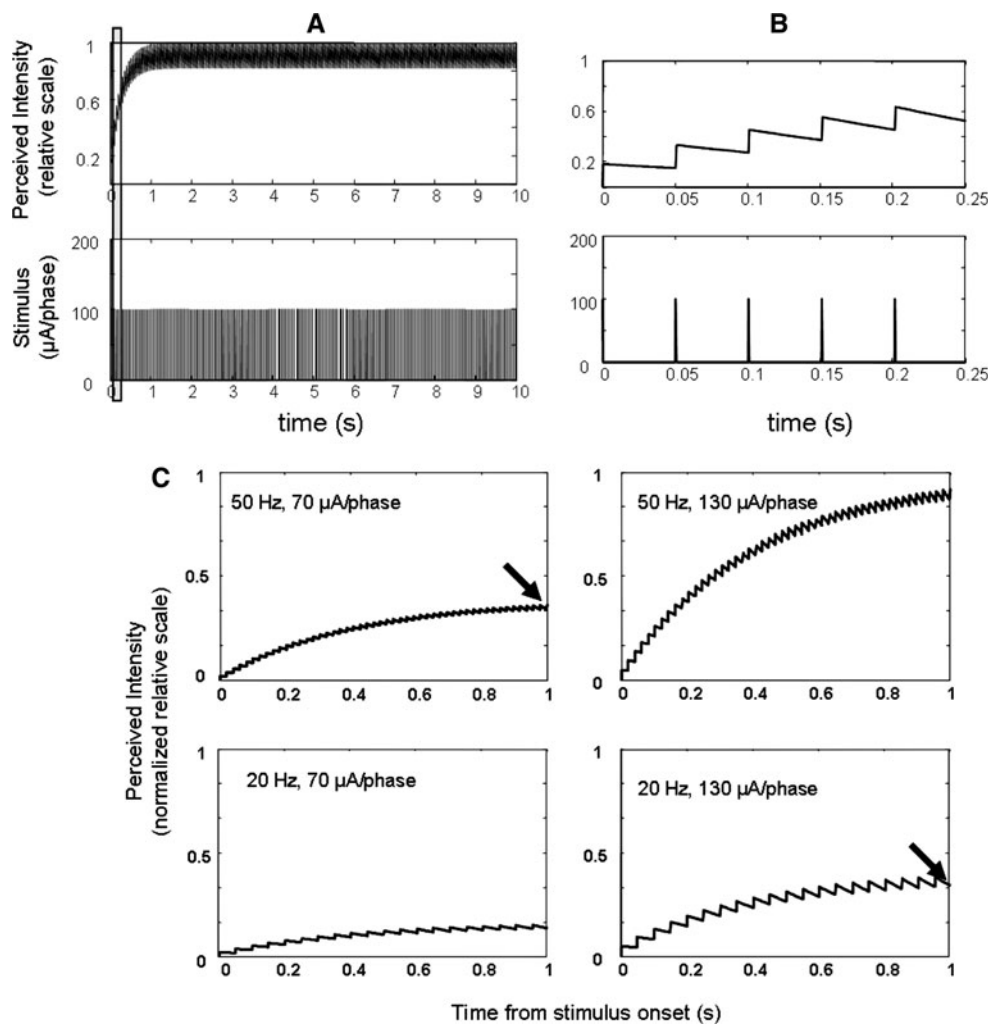 A
B
Perceived Intensity
(relative scale)
1
0.6
0.2
0 1 2 3 4 5 6 7 8 9 10
1
0.6
0.2
0 0.05 0.1 0.15 0.2 0.25
Stimulus
(µA/phase)
200
100
0
0 1 2 3 4 5 6 7 8 9 10
200
100
0
0 0.05 0.1 0.15 0.2 0.25
time (s)
time (s)
C
Perceived Intensity
(normalized relative scale)
50 Hz, 70 µA/phase
1
0.5
0
0 0.2 0.4 0.6 0.8 1
50 Hz, 130 µA/phase
1
0.5
0
0 0.2 0.4 0.6 0.8 1
20 Hz, 70 µA/phase
1
0.5
0
0 0.2 0.4 0.6 0.8 1
20 Hz, 130 µA/phase
1
0.5
0
0 0.2 0.4 0.6 0.8 1
Time from stimulus onset (s)